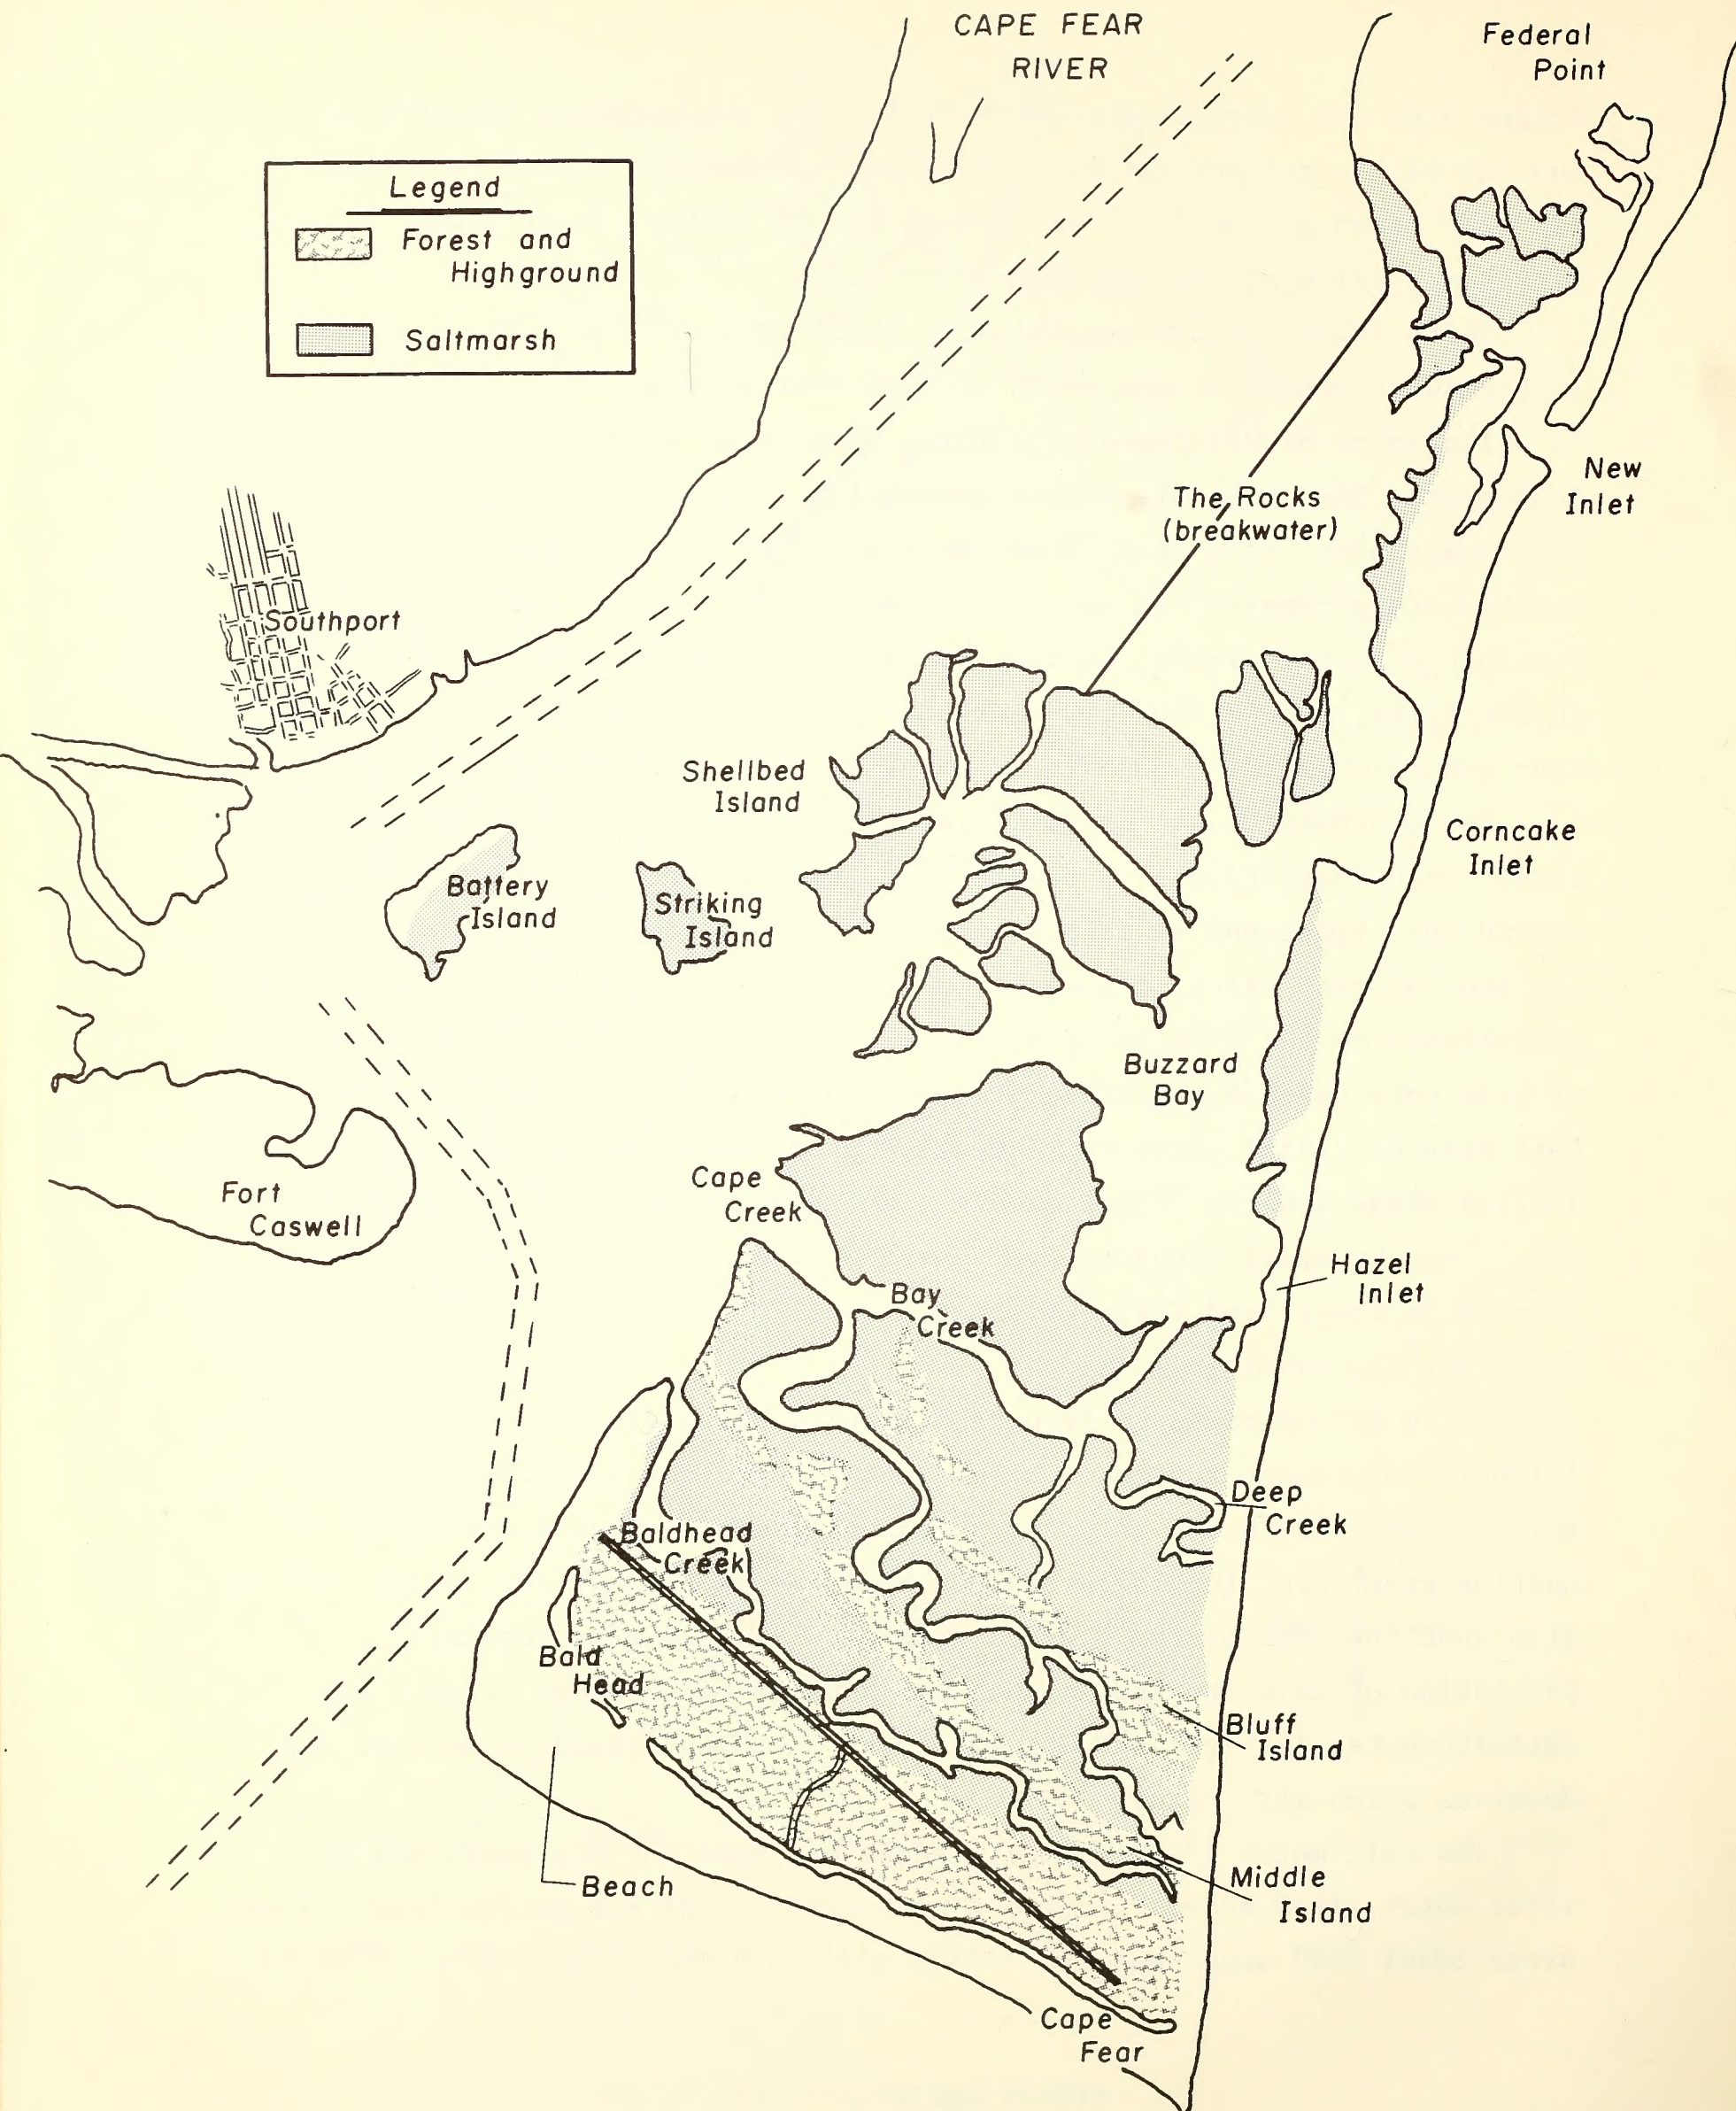 CAPE FEAR
RIVER
Federal
Point
Legend
Forest and
Highground
Saltmarsh
New
Inlet
The Rocks
(breakwater)
Southport
Shellbed
Island
Corncake
Inlet
Battery
Island
Striking
Island
Buzzard
Bay
Cape
Creek
Fort
Caswell
Hazel
Inlet
Bay
Creek
Deep
Creek
Baldhead
Creek
Bald
Head
Bluff
Island
Beach
Middle
Island
Cape
Fear